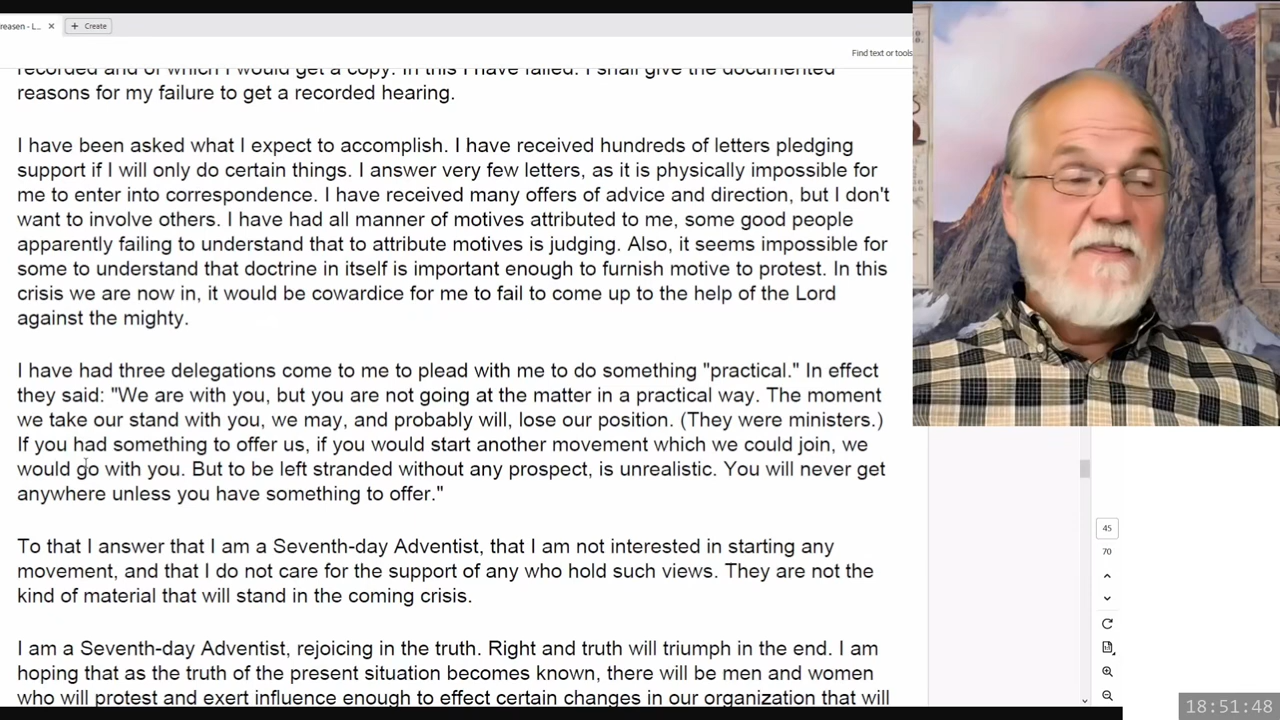 reasen - L...
Create
Find text or tools
recorded and of which I would get a copy. In this I have failed. I shall give the documented
reasons for my failure to get a recorded hearing.
I have been asked what I expect to accomplish. I have received hundreds of letters pledging
support if I will only do certain things. I answer very few letters, as it is physically impossible for
me to enter into correspondence. I have received many offers of advice and direction, but I don't
want to involve others. I have had all manner of motives attributed to me, some good people
apparently failing to understand that to attribute motives is judging. Also, it seems impossible for
some to understand that doctrine in itself is important enough to furnish motive to protest. In this
crisis we are now in, it would be cowardice for me to fail to come up to the help of the Lord
against the mighty.
I have had three delegations come to me to plead with me to do something "practical." In effect
they said: "We are with you, but you are not going at the matter in a practical way. The moment
we take our stand with you, we may, and probably will, lose our position. (They were ministers.)
If you had something to offer us, if you would start another movement which we could join, we
would go with you. But to be left stranded without any prospect, is unrealistic. You will never get
anywhere unless you have something to offer."
To that I answer that I am a Seventh-day Adventist, that I am not interested in starting any
movement, and that I do not care for the support of any who hold such views. They are not the
kind of material that will stand in the coming crisis.
I am a Seventh-day Adventist, rejoicing in the truth. Right and truth will triumph in the end. I am
hoping that as the truth of the present situation becomes known, there will be men and women
who will protest and exert influence enough to effect certain changes in our organization that will
45
70
18:51:48